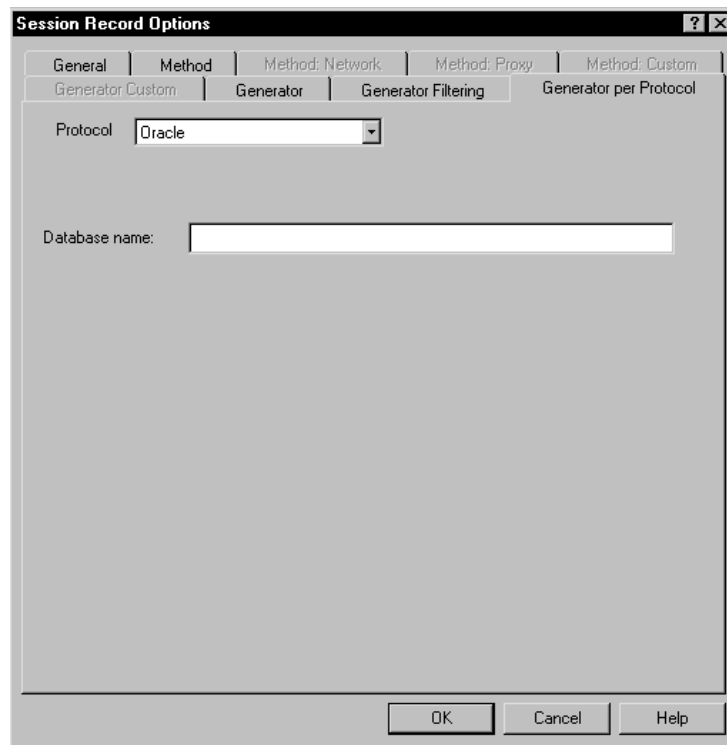 Session Record Options
General Method Method: Network Method: Proxy Method: Custom
Generator Custom Generator Generator Filtering Generator per Protocol
Protocol Oracle
Database name:
OK Cancel Help